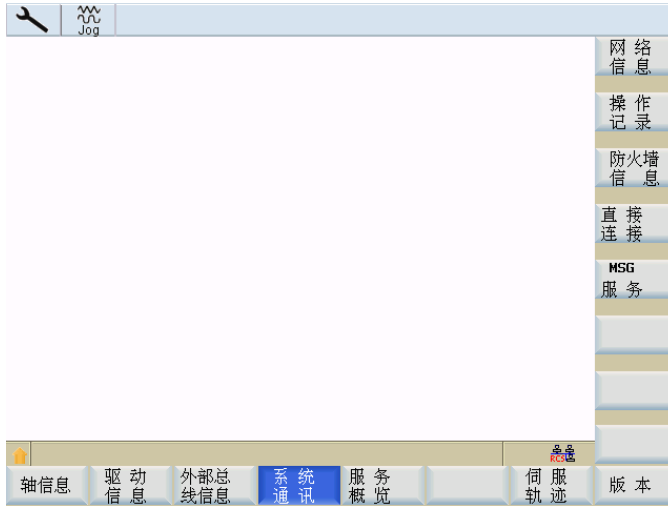 Jog
网络
信息
操作
记录
防火墙
信息
直接
连接
MSG
服务
RCS
轴信息
驱动
信息
外部总
线信息
系统
通讯
服务
概览
伺服
轨迹
版本